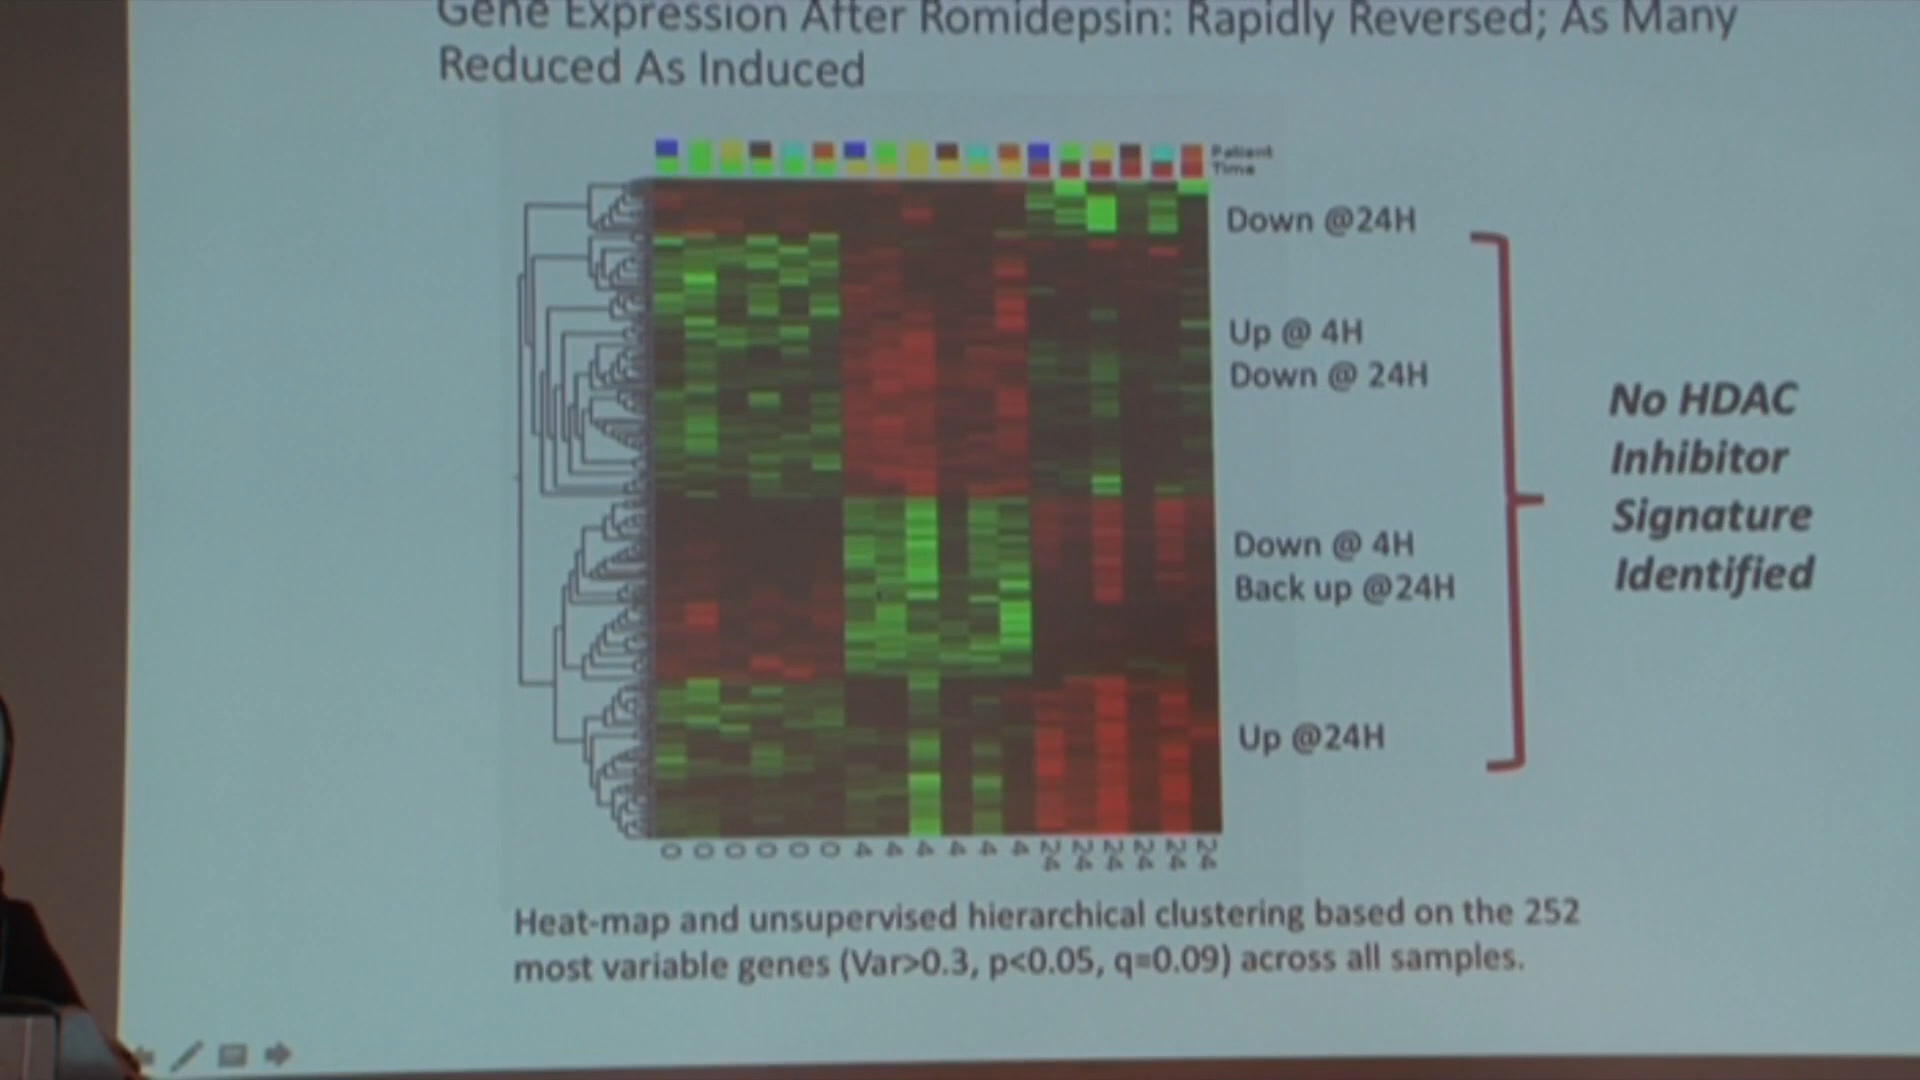 Gene Expression After Romidepsin: Rapidly Reversed; As Many
Reduced As Induced
Patient
Time
Down @24H
Up @ 4H
Down @ 24H
No HDAC
Inhibitor
Signature
Identified
Down @ 4H
Back up @24H
Up @24H
0 0 0 0 0 0 4 4 4 4 4 4 24 24 24 24 24 24
Heat-map and unsupervised hierarchical clustering based on the 252
most variable genes (Var>0.3, p<0.05, q=0.09) across all samples.